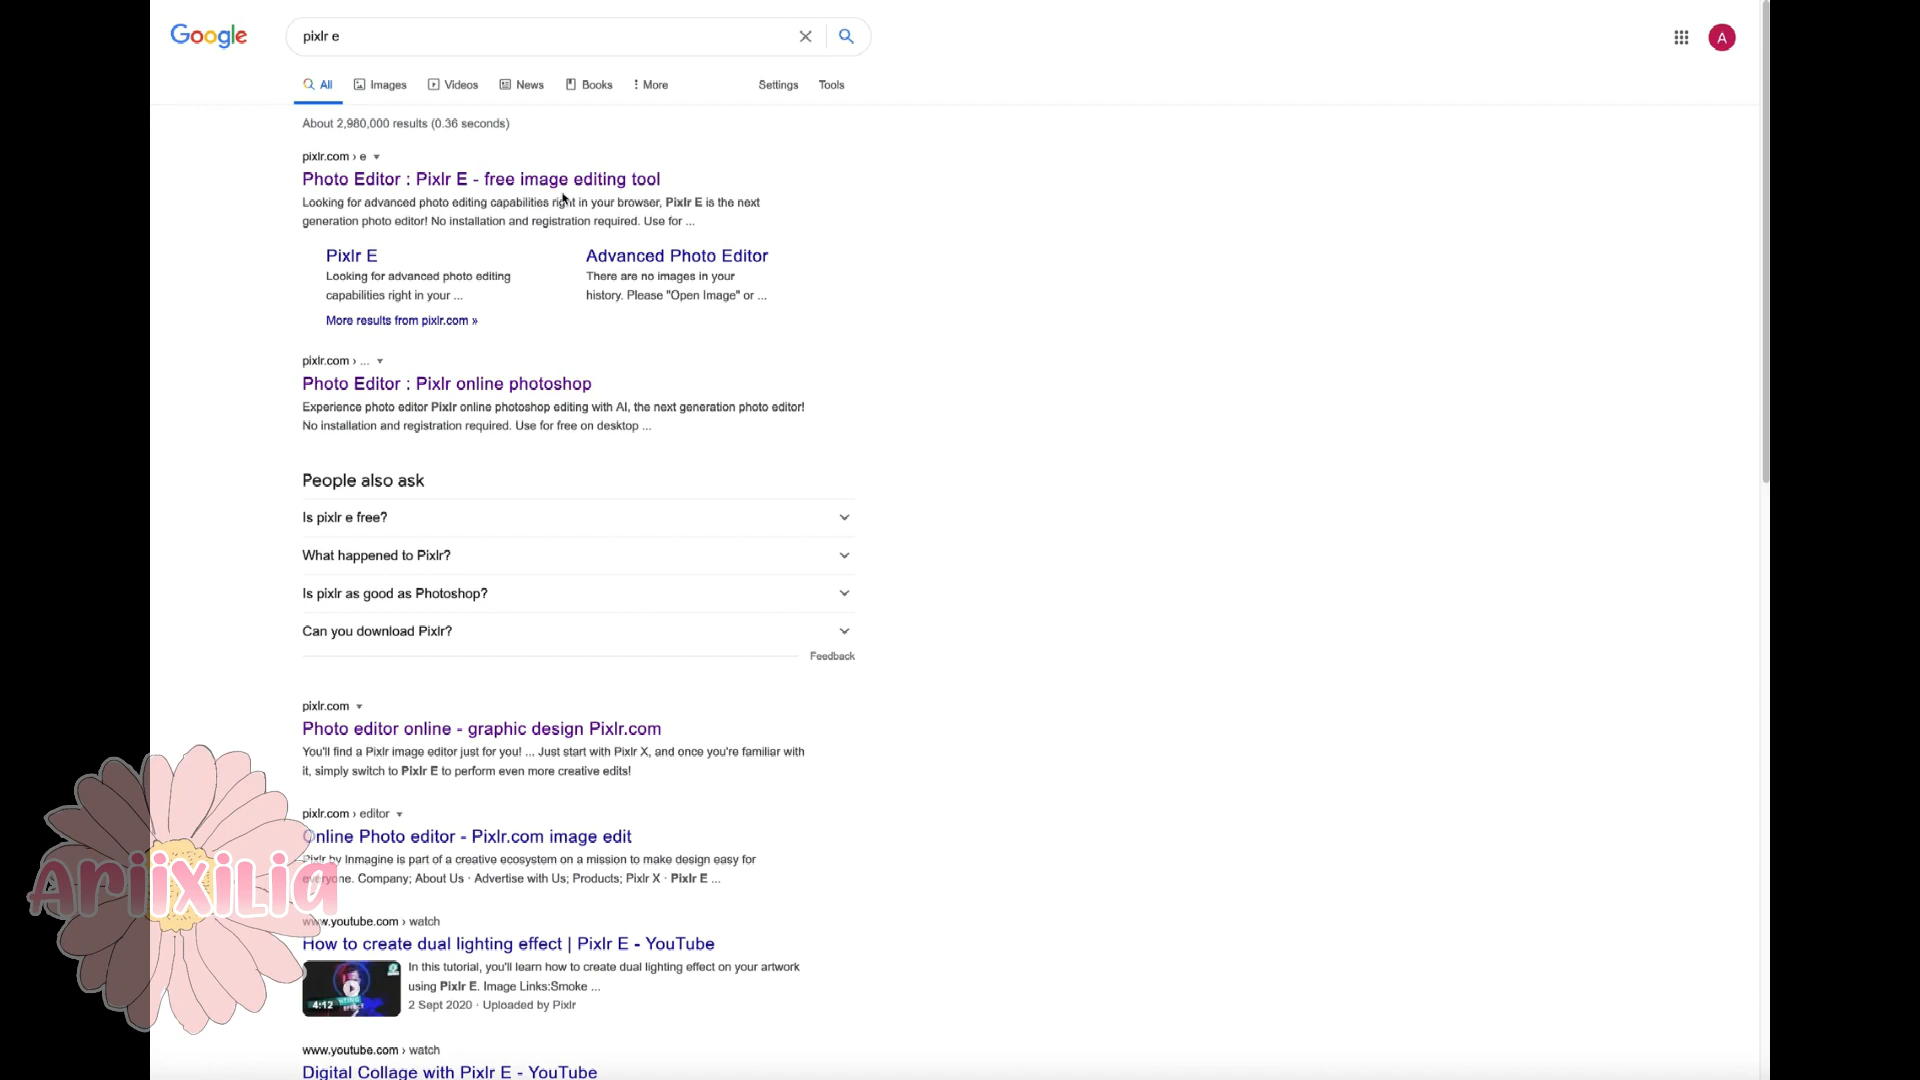 Google
pixlr e
A
All Images Videos News Books More Settings Tools
About 2,980,000 results (0.36 seconds)
pixlr.com › e
Photo Editor : Pixlr E - free image editing tool
Looking for advanced photo editing capabilities right in your browser, Pixlr E is the next
generation photo editor! No installation and registration required. Use for ...
Pixlr E
Looking for advanced photo editing
capabilities right in your ...
Advanced Photo Editor
There are no images in your
history. Please "Open Image" or ...
More results from pixlr.com »
pixlr.com › ...
Photo Editor : Pixlr online photoshop
Experience photo editor Pixlr online photoshop editing with AI, the next generation photo editor!
No installation and registration required. Use for free on desktop ...
People also ask
Is pixlr e free?
What happened to Pixlr?
Is pixlr as good as Photoshop?
Can you download Pixlr?
Feedback
pixlr.com
Photo editor online - graphic design Pixlr.com
You'll find a Pixlr image editor just for you! ... Just start with Pixlr X, and once you're familiar with
it, simply switch to Pixlr E to perform even more creative edits!
pixlr.com › editor
Online Photo editor - Pixlr.com image edit
Pixlr by Inmagine is part of a creative ecosystem on a mission to make design easy for
everyone. Company; About Us · Advertise with Us; Products; Pixlr X · Pixlr E ...
Ariixilia
www.youtube.com › watch
How to create dual lighting effect | Pixlr E - YouTube
In this tutorial, you'll learn how to create dual lighting effect on your artwork
using Pixlr E. Image Links:Smoke ...
4:12
EFFECT
2 Sept 2020 · Uploaded by Pixlr
www.youtube.com › watch
Digital Collage with Pixlr E - YouTube